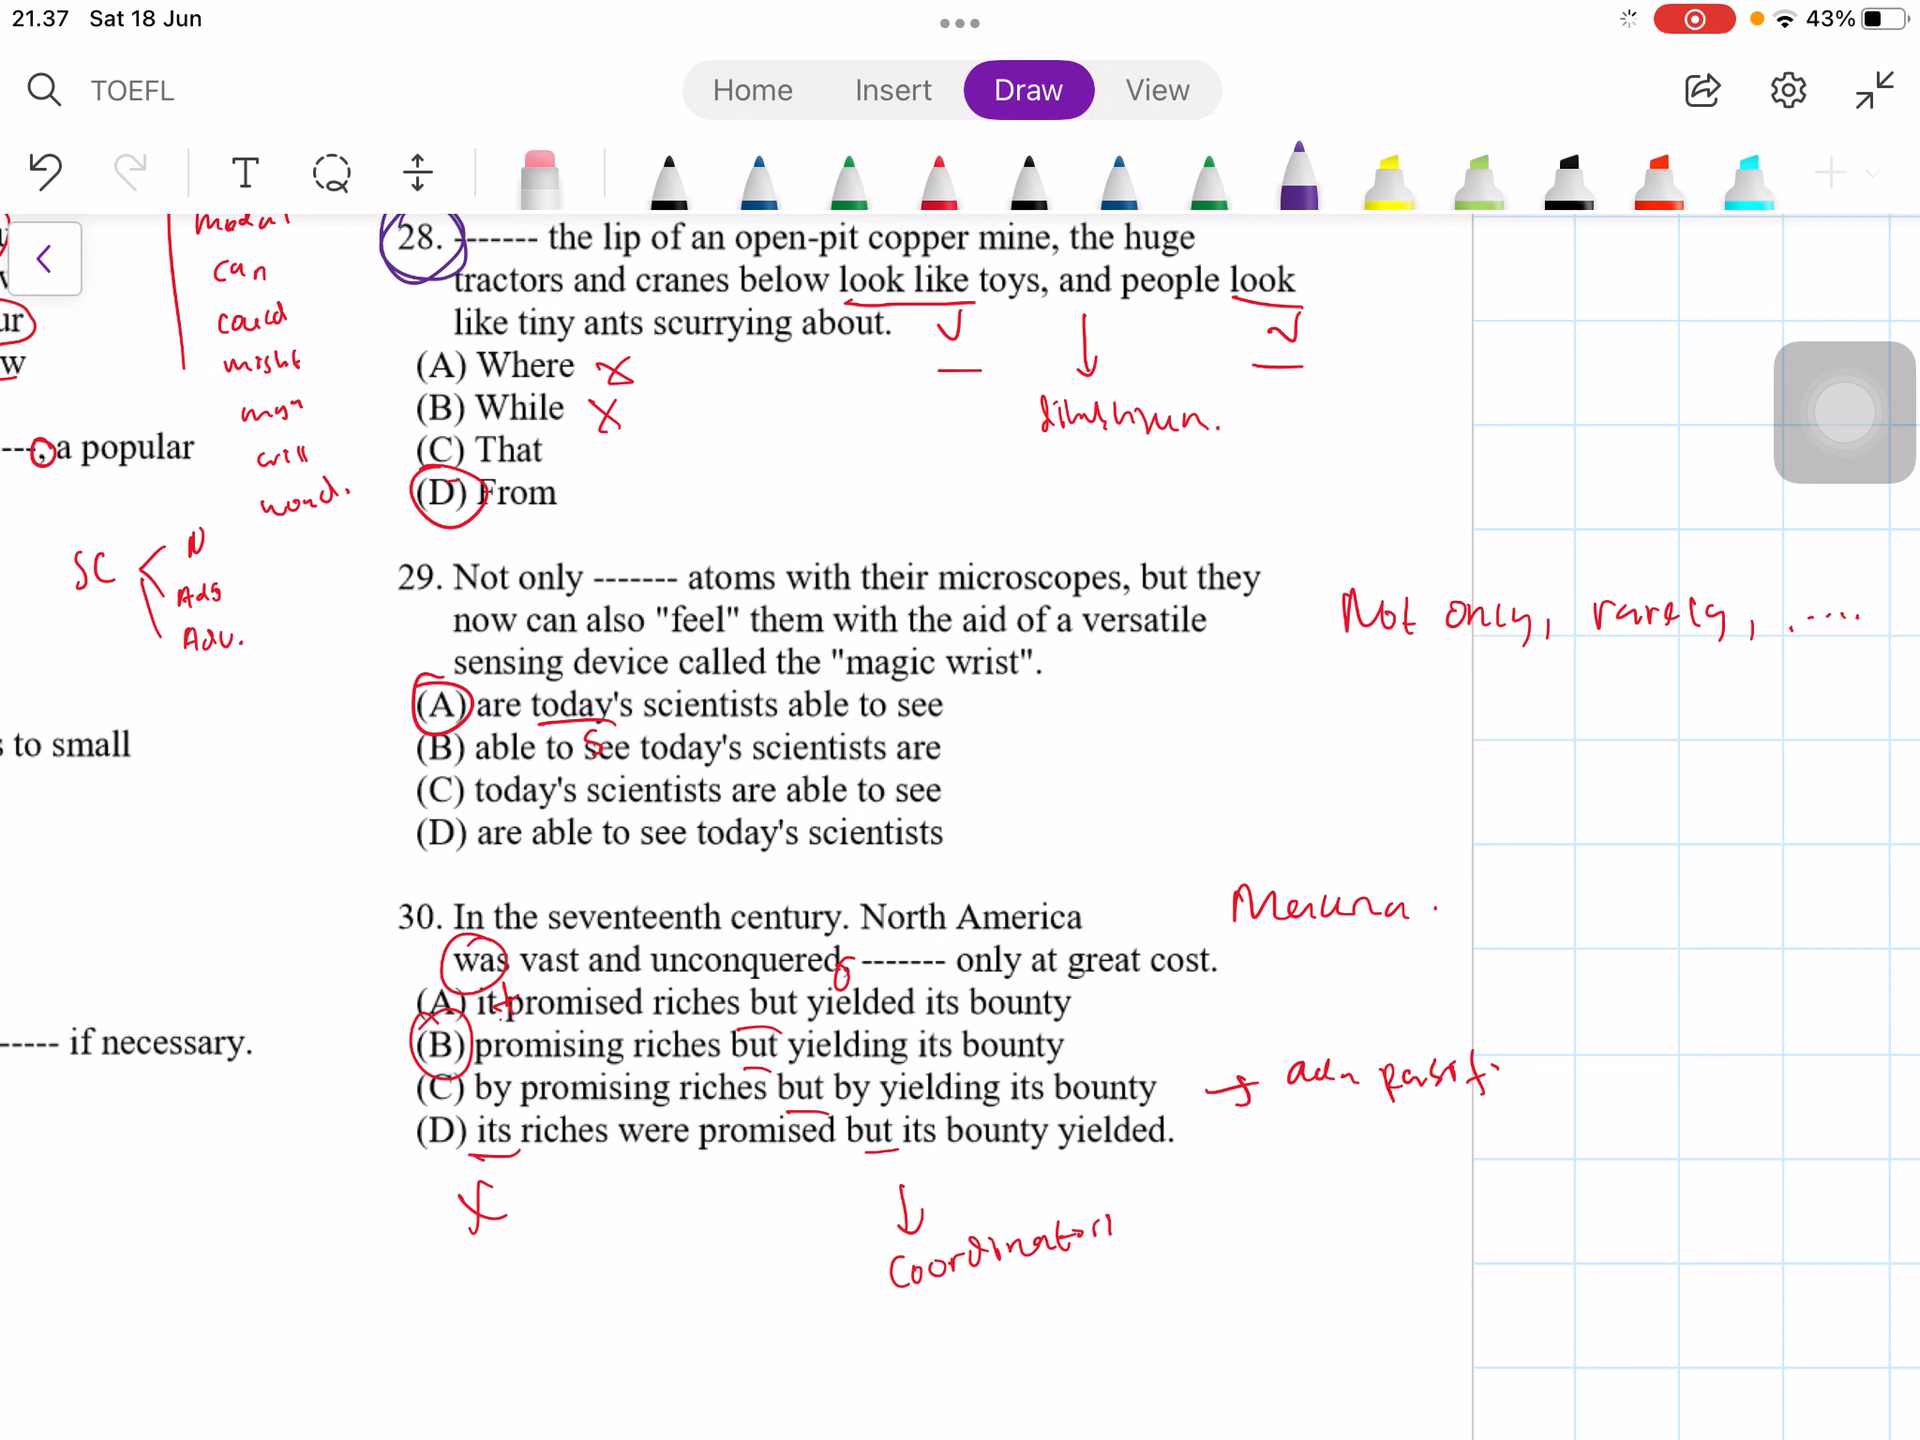 21.37 Sat 18 Jun
43%
TOEFL
Home Insert Draw View
modal
can
could
might
ur
w
will
---, a popular
SC
N
Adj
Adv.
s to small
----- if necessary.
28. ------- the lip of an open-pit copper mine, the huge
tractors and cranes below look like toys, and people look
like tiny ants scurrying about.
(A) Where
(B) While
(C) That
(D) From
29. Not only ------- atoms with their microscopes, but they
now can also "feel" them with the aid of a versatile
sensing device called the "magic wrist".
(A) are today's scientists able to see
S
(B) able to see today's scientists are
(C) today's scientists are able to see
(D) are able to see today's scientists
Not only, rarely, .....
30. In the seventeenth century. North America
was vast and unconquered, ------- only at great cost.
(A) it promised riches but yielded its bounty
(B) promising riches but yielding its bounty
(C) by promising riches but by yielding its bounty
(D) its riches were promised but its bounty yielded.
Makna.